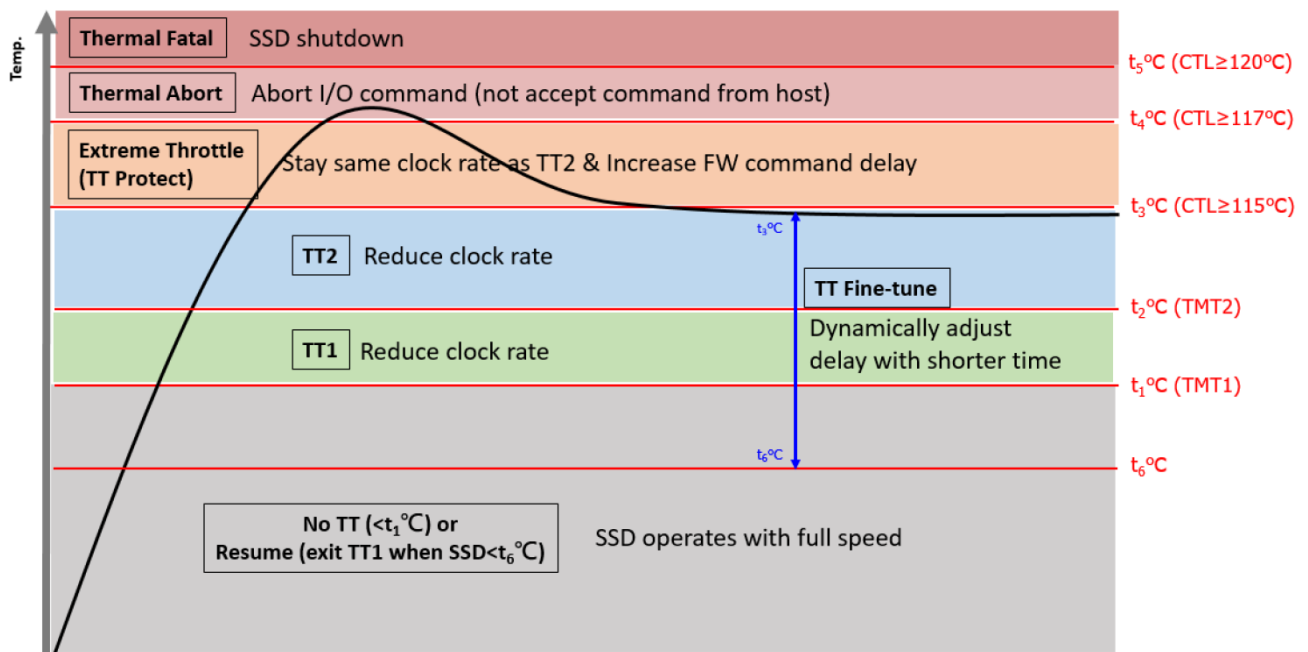 Temp.
Thermal Fatal
SSD shutdown
t₅℃ (CTL≥120℃)
Thermal Abort
Abort I/O command (not accept command from host)
t₄℃ (CTL≥117℃)
Extreme Throttle
(TT Protect)
Stay same clock rate as TT2 & Increase FW command delay
t₃℃ (CTL≥115℃)
t₃℃
TT2
Reduce clock rate
TT Fine-tune
t₂℃ (TMT2)
Dynamically adjust
delay with shorter time
TT1
Reduce clock rate
t₁℃ (TMT1)
t₆℃
t₆℃
No TT (<t₁℃) or
Resume (exit TT1 when SSD<t₆℃)
SSD operates with full speed